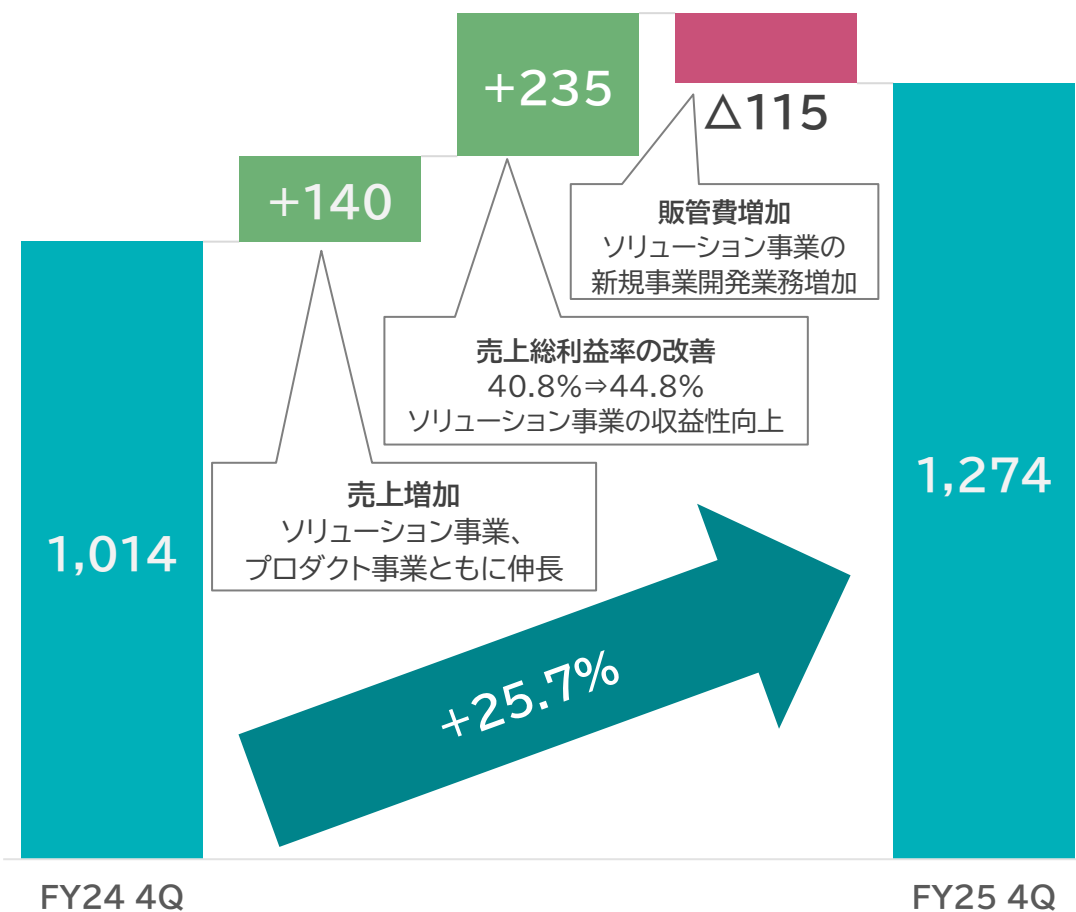 +235
△115
+140
販管費増加
ソリューション事業の
新規事業開発業務増加
売上総利益率の改善
40.8%⇒44.8%
ソリューション事業の収益性向上
売上増加
ソリューション事業、
プロダクト事業ともに伸長
1,014
1,274
+25.7%
FY24 4Q
FY25 4Q